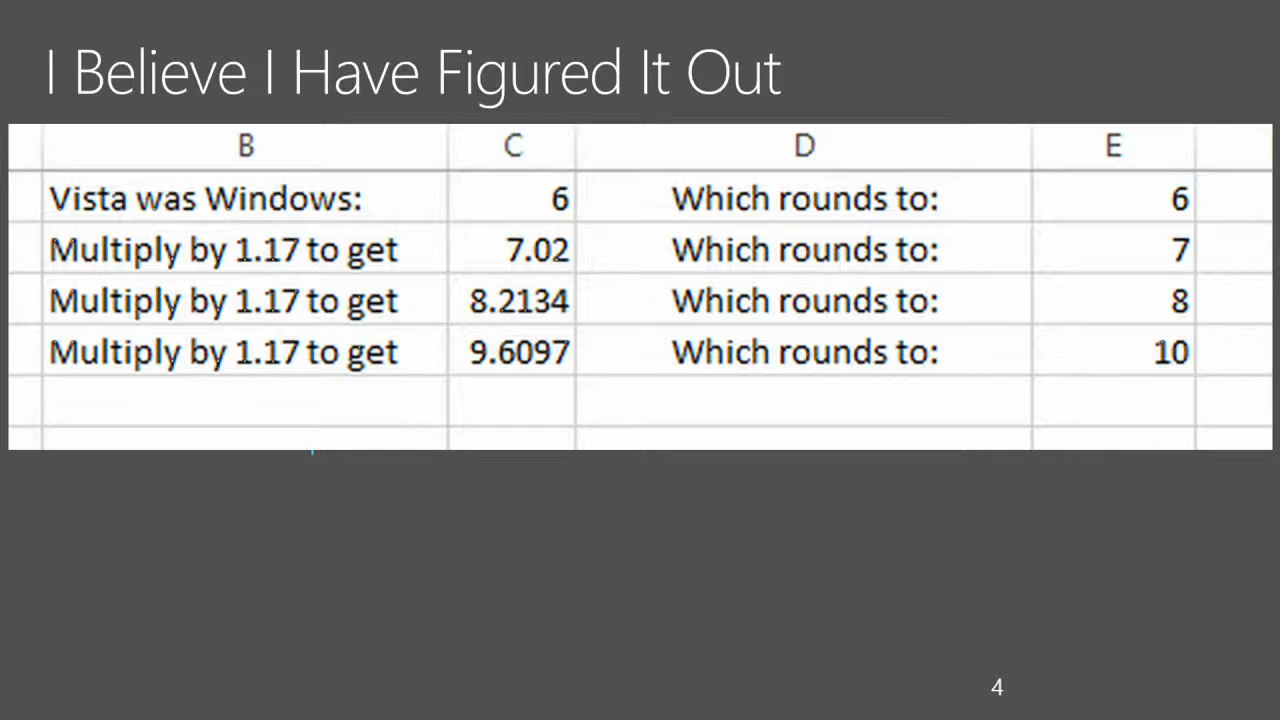 I Believe I Have Figured It Out
B C D E
Vista was Windows: 6 Which rounds to: 6
Multiply by 1.17 to get 7.02 Which rounds to: 7
Multiply by 1.17 to get 8.2134 Which rounds to: 8
Multiply by 1.17 to get 9.6097 Which rounds to: 10
4